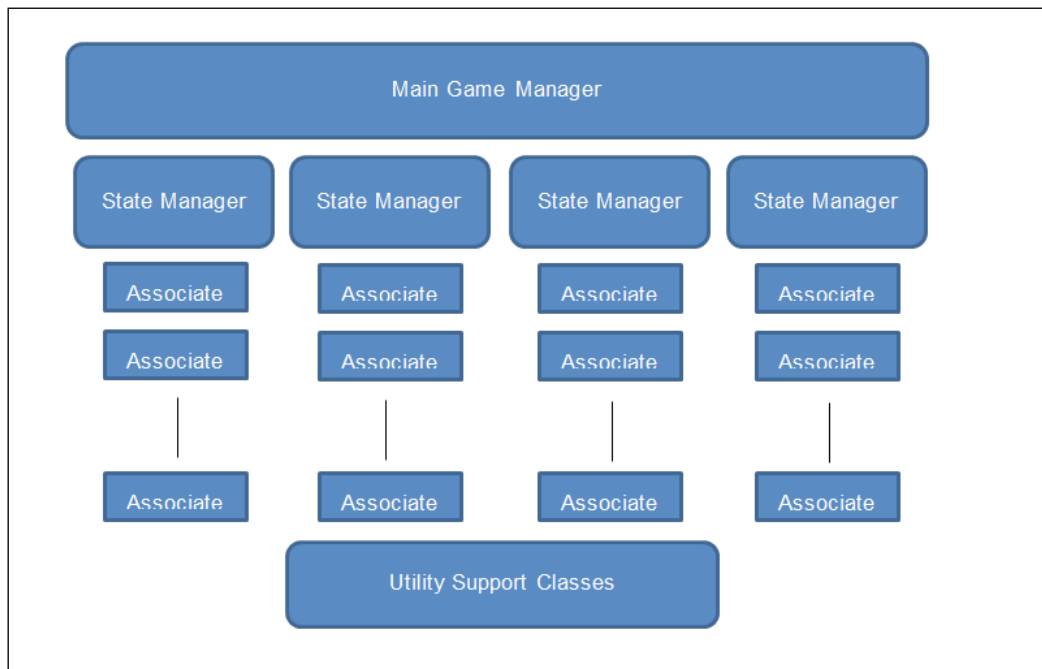 Main Game Manager
State Manager
State Manager
State Manager
State Manager
Associate
Associate
Associate
Associate
Associate
Associate
Associate
Associate
Associate
Associate
Associate
Associate
Utility Support Classes